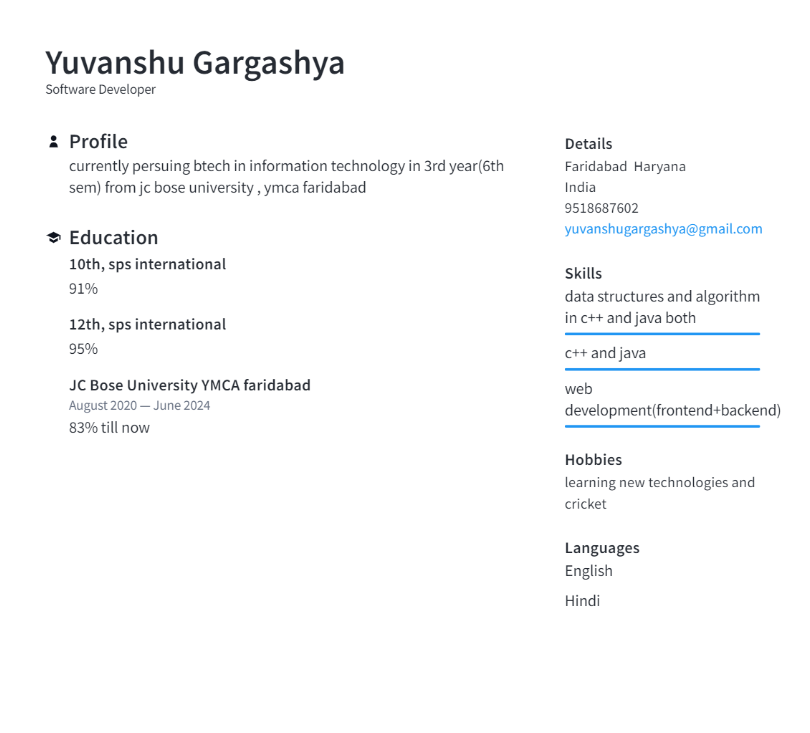 Yuvanshu Gargashya
Software Developer
Profile
currently persuing btech in information technology in 3rd year(6th
sem) from jc bose university , ymca faridabad
Education
10th, sps international
91%
12th, sps international
95%
JC Bose University YMCA faridabad
August 2020 — June 2024
83% till now
Details
Faridabad  Haryana
India
9518687602
yuvanshugargashya@gmail.com
Skills
data structures and algorithm
in c++ and java both
c++ and java
web
development(frontend+backend)
Hobbies
learning new technologies and
cricket
Languages
English
Hindi